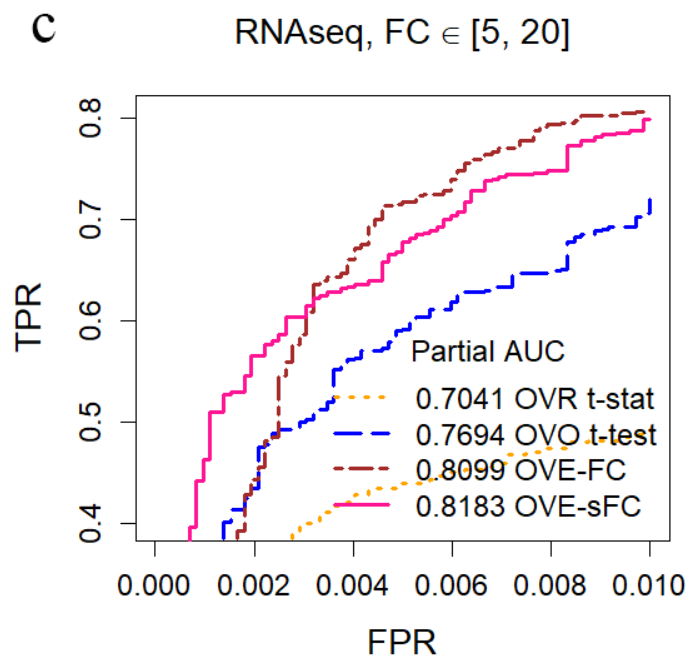 c
RNAseq, FC ∈ [5, 20]
TPR
0.8
0.7
0.6
0.5
0.4
Partial AUC
0.7041 OVR t-stat
0.7694 OVO t-test
0.8099 OVE-FC
0.8183 OVE-sFC
0.000 0.002 0.004 0.006 0.008 0.010
FPR